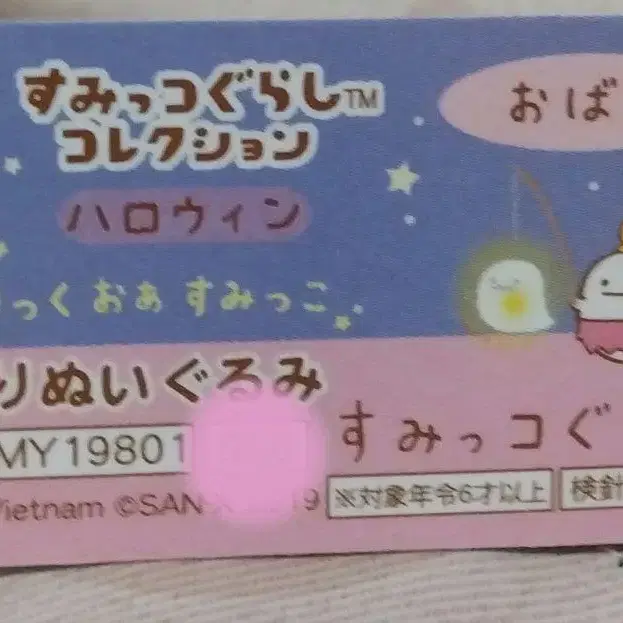 すみっコぐらし™
コレクション
おば
ハロウィン
っく おぁ すみっこ
りぬいぐるみ
MY19801
すみっコぐ
Vietnam ©SAN
9
※対象年令6才以上
検針